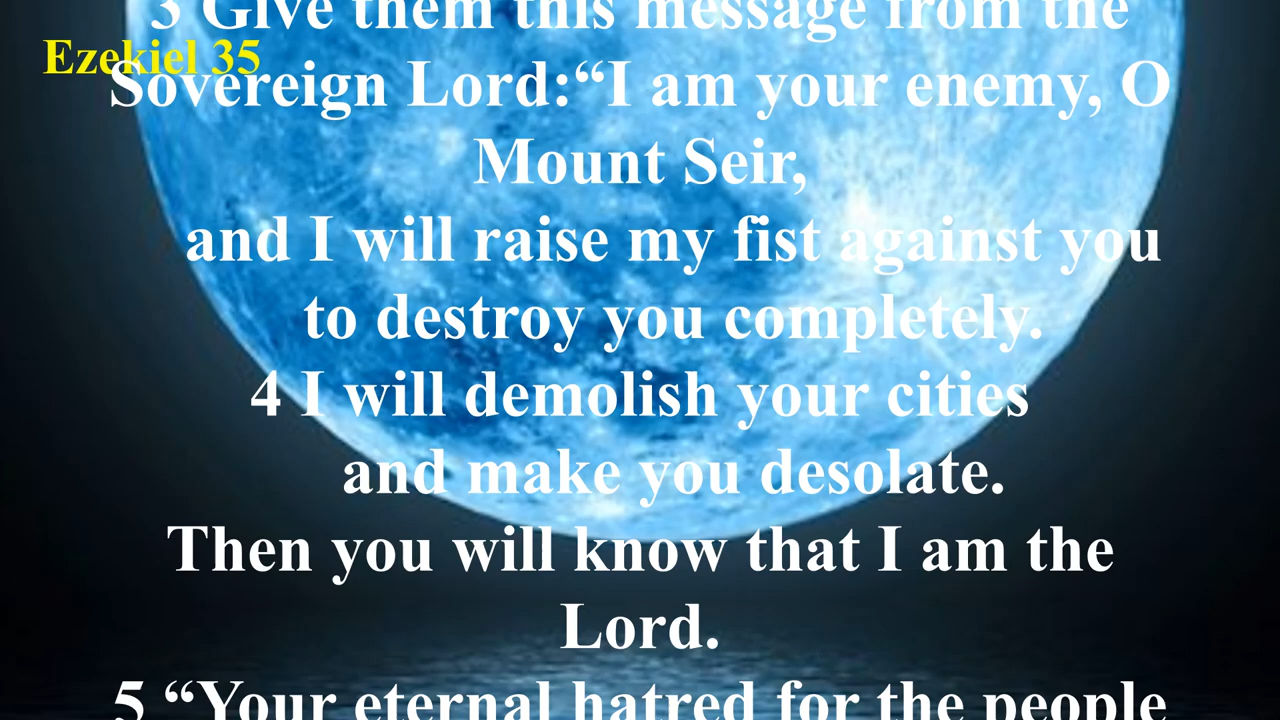 3 Give them this message from the
Ezekiel 35
Sovereign Lord:“I am your enemy, O
Mount Seir,
and I will raise my fist against you
to destroy you completely.
4 I will demolish your cities
and make you desolate.
Then you will know that I am the
Lord.
5 “Your eternal hatred for the people